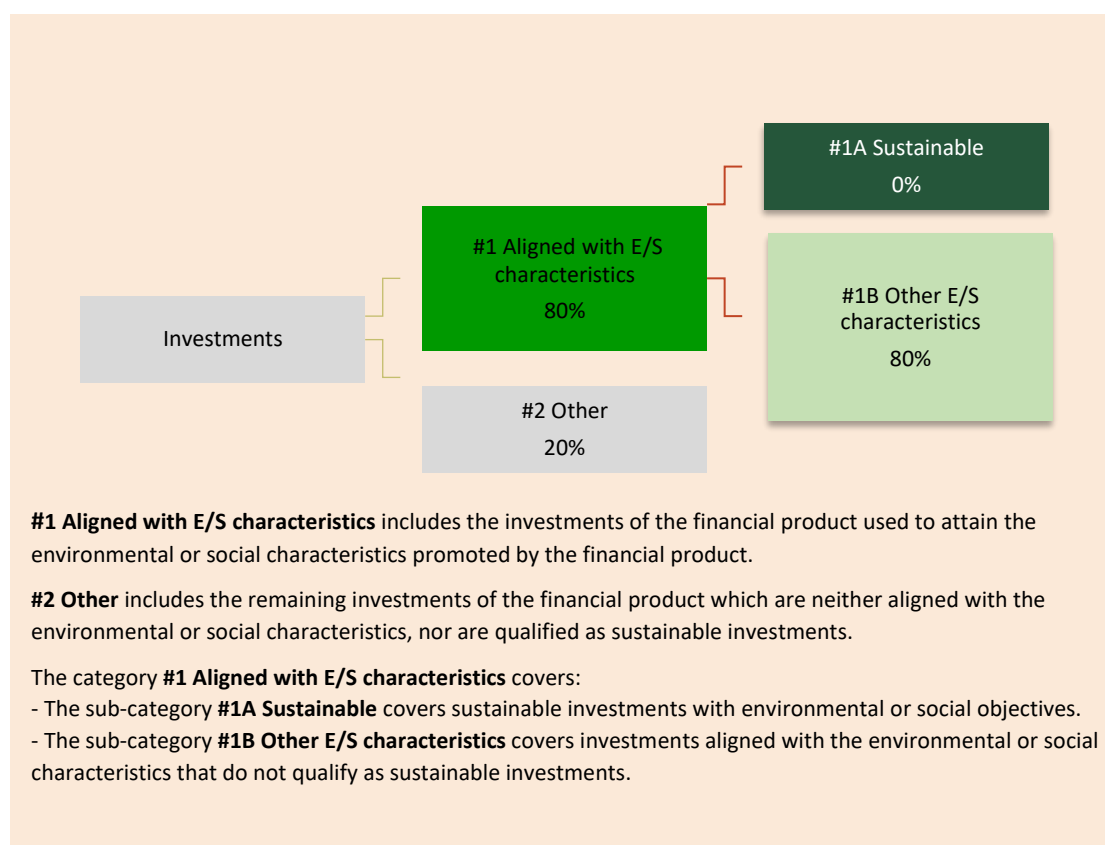 #1A Sustainable
0%
#1 Aligned with E/S
characteristics
80%
#1B Other E/S
characteristics
80%
Investments
#2 Other
20%
#1 Aligned with E/S characteristics includes the investments of the financial product used to attain the
environmental or social characteristics promoted by the financial product.
#2 Other includes the remaining investments of the financial product which are neither aligned with the
environmental or social characteristics, nor are qualified as sustainable investments.
The category #1 Aligned with E/S characteristics covers:
- The sub-category #1A Sustainable covers sustainable investments with environmental or social objectives.
- The sub-category #1B Other E/S characteristics covers investments aligned with the environmental or social
characteristics that do not qualify as sustainable investments.